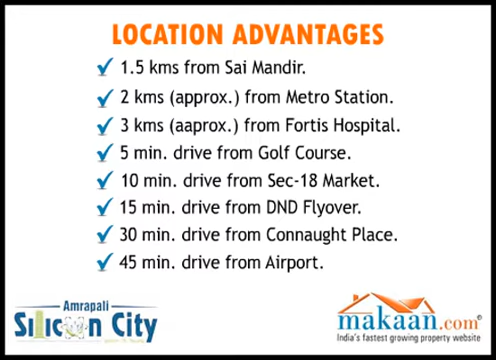 LOCATION ADVANTAGES
1.5 kms from Sai Mandir.
2 kms (approx.) from Metro Station.
3 kms (aaprox.) from Fortis Hospital.
5 min. drive from Golf Course.
10 min. drive from Sec-18 Market.
15 min. drive from DND Flyover.
30 min. drive from Connaught Place.
45 min. drive from Airport.
Amrapali
Silicon City
makaan.com
India's fastest growing property website